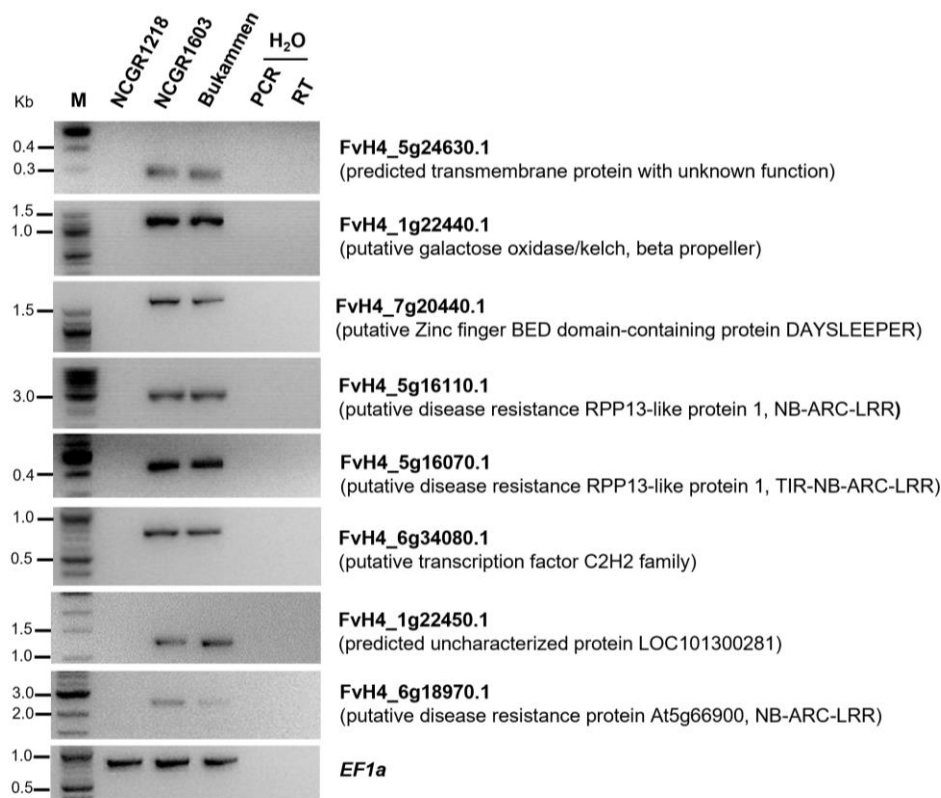 H2O
NCGR1218 NCGR1603 Bukammen PCR RT
Kb M
0.4
0.3
FvH4_5g24630.1
(predicted transmembrane protein with unknown function)
1.5
1.0
FvH4_1g22440.1
(putative galactose oxidase/kelch, beta propeller)
1.5
FvH4_7g20440.1
(putative Zinc finger BED domain-containing protein DAYSLEEPER)
3.0
FvH4_5g16110.1
(putative disease resistance RPP13-like protein 1, NB-ARC-LRR)
0.4
FvH4_5g16070.1
(putative disease resistance RPP13-like protein 1, TIR-NB-ARC-LRR)
1.0
0.5
FvH4_6g34080.1
(putative transcription factor C2H2 family)
1.5
1.0
FvH4_1g22450.1
(predicted uncharacterized protein LOC101300281)
3.0
2.0
FvH4_6g18970.1
(putative disease resistance protein At5g66900, NB-ARC-LRR)
1.0
0.5
EF1a